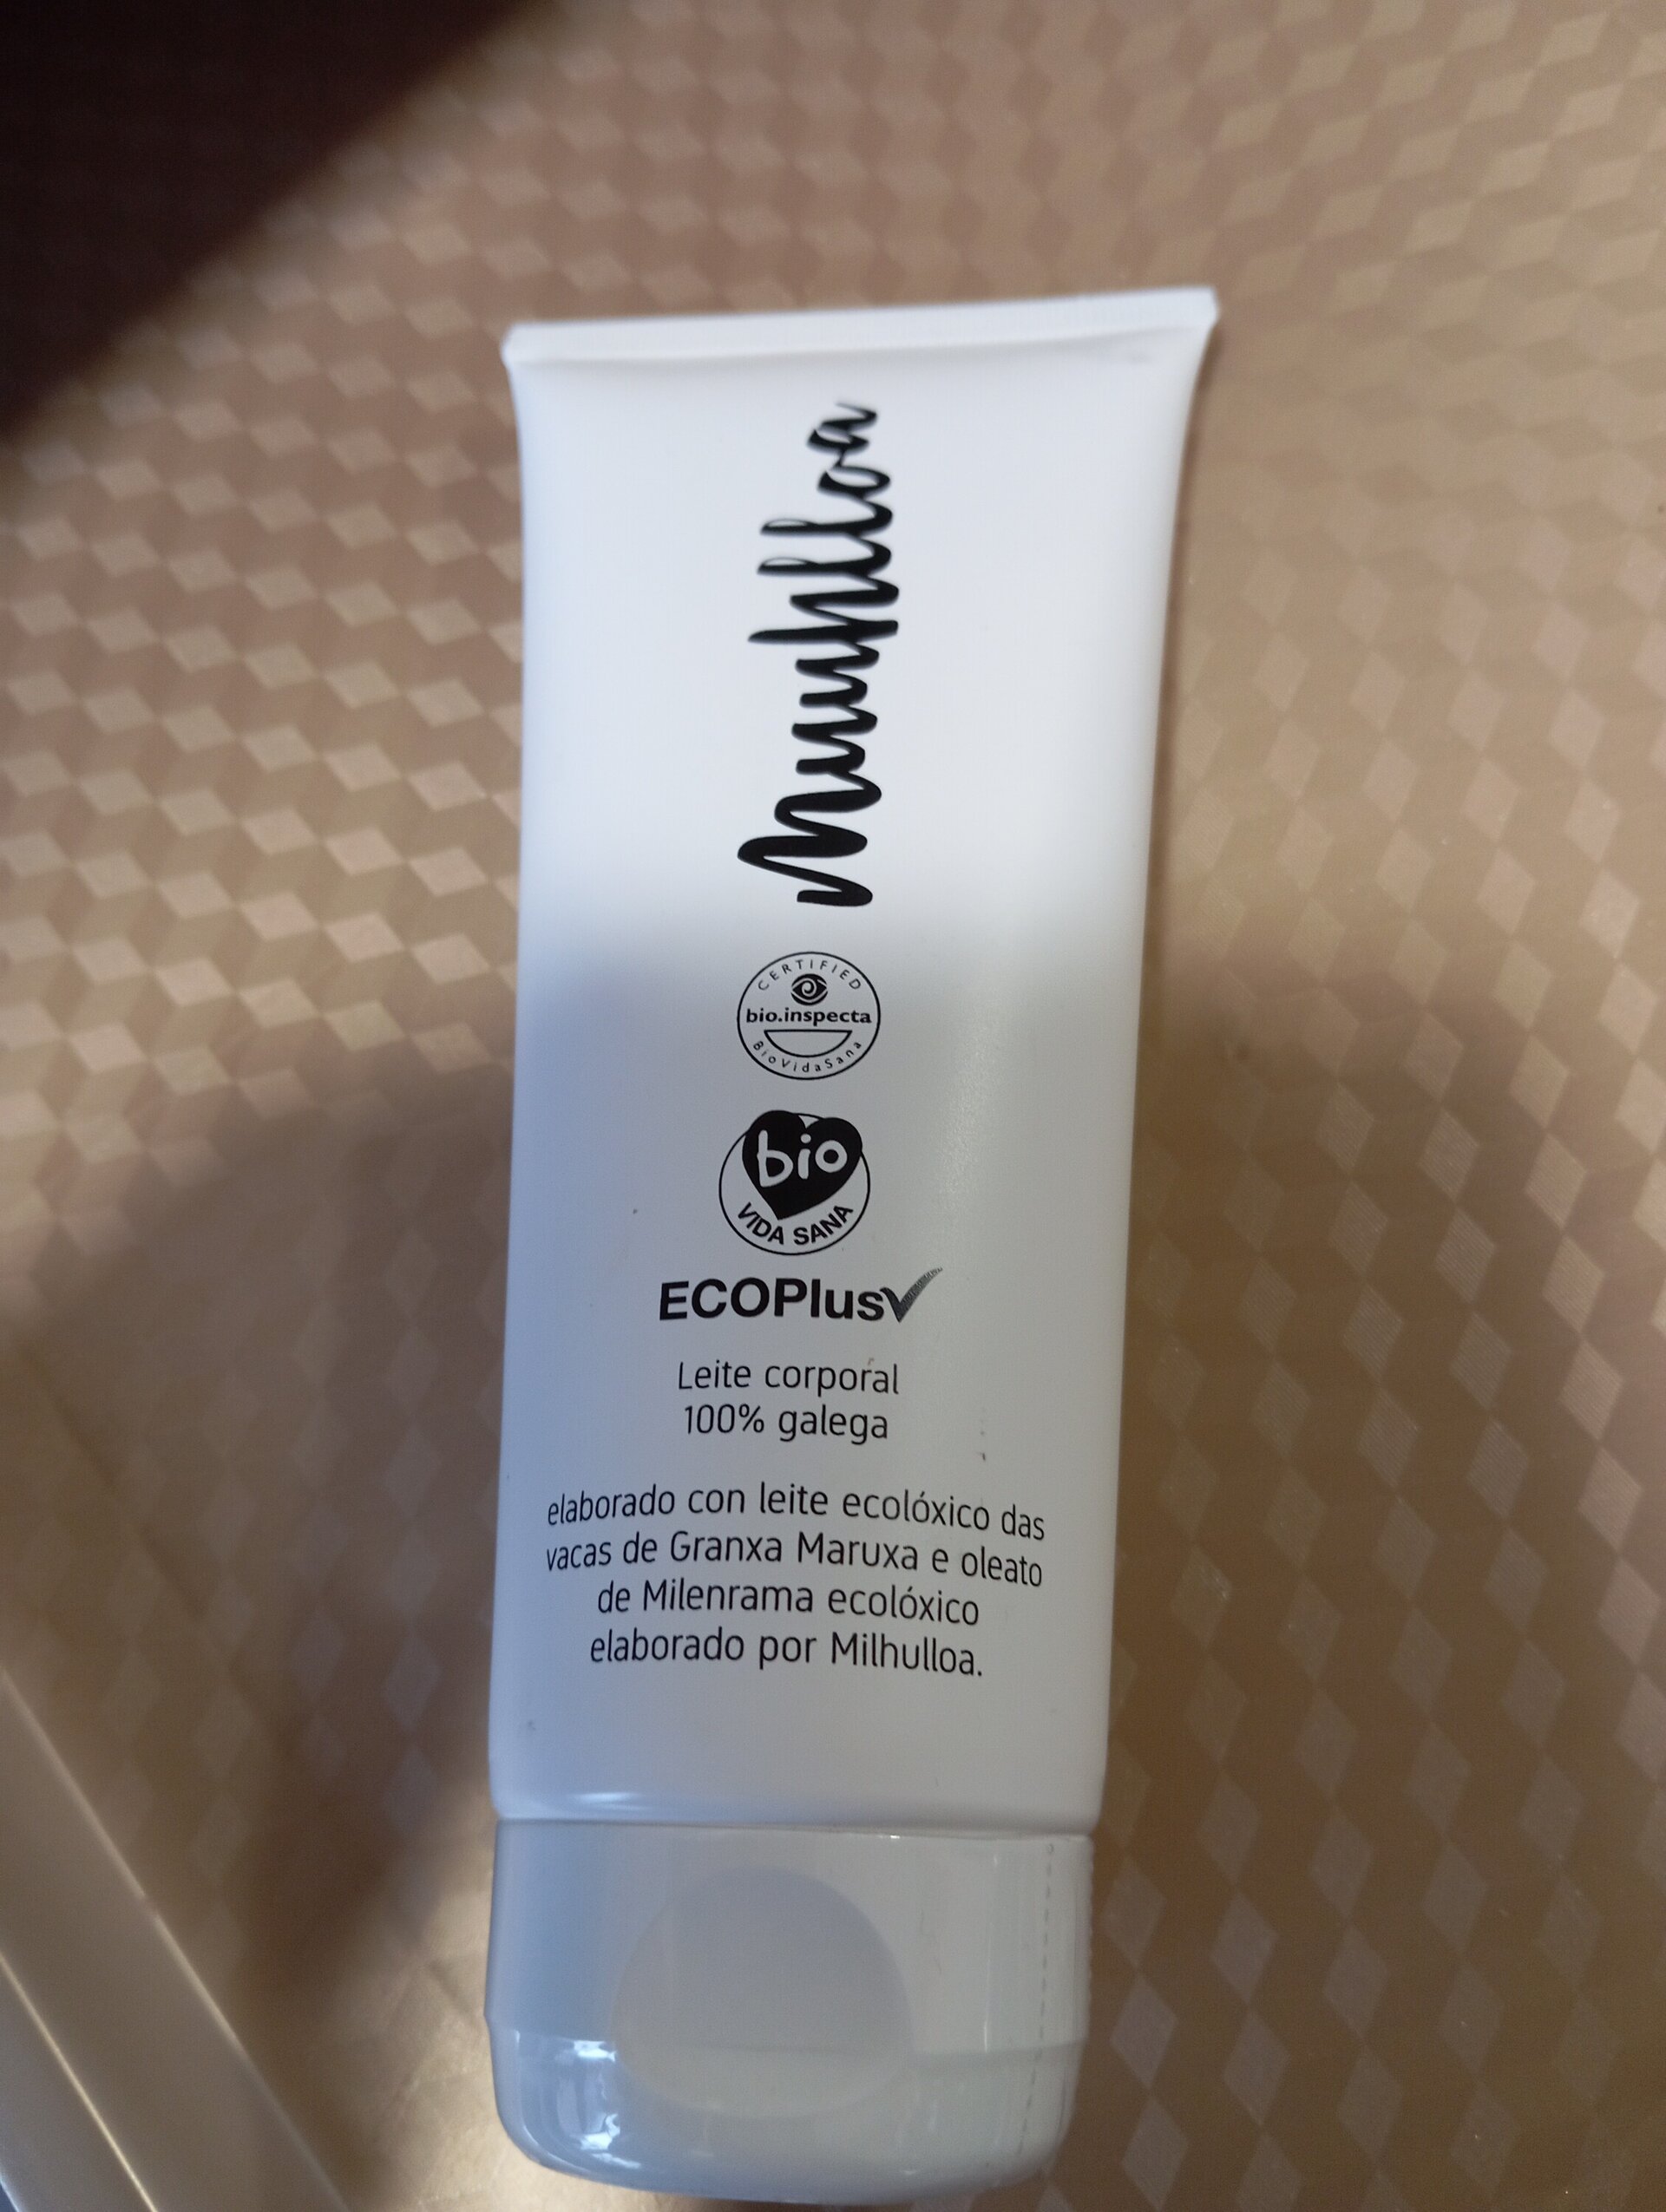 CERTIFIED
bio.inspecta
BioVidaSana
bio
VIDA SANA
ECOPlus
Leite corporal
100% galega
elaborado con leite ecolóxico das
vacas de Granxa Maruxa e oleato
de Milenrama ecolóxico
elaborado por Milhulloa.